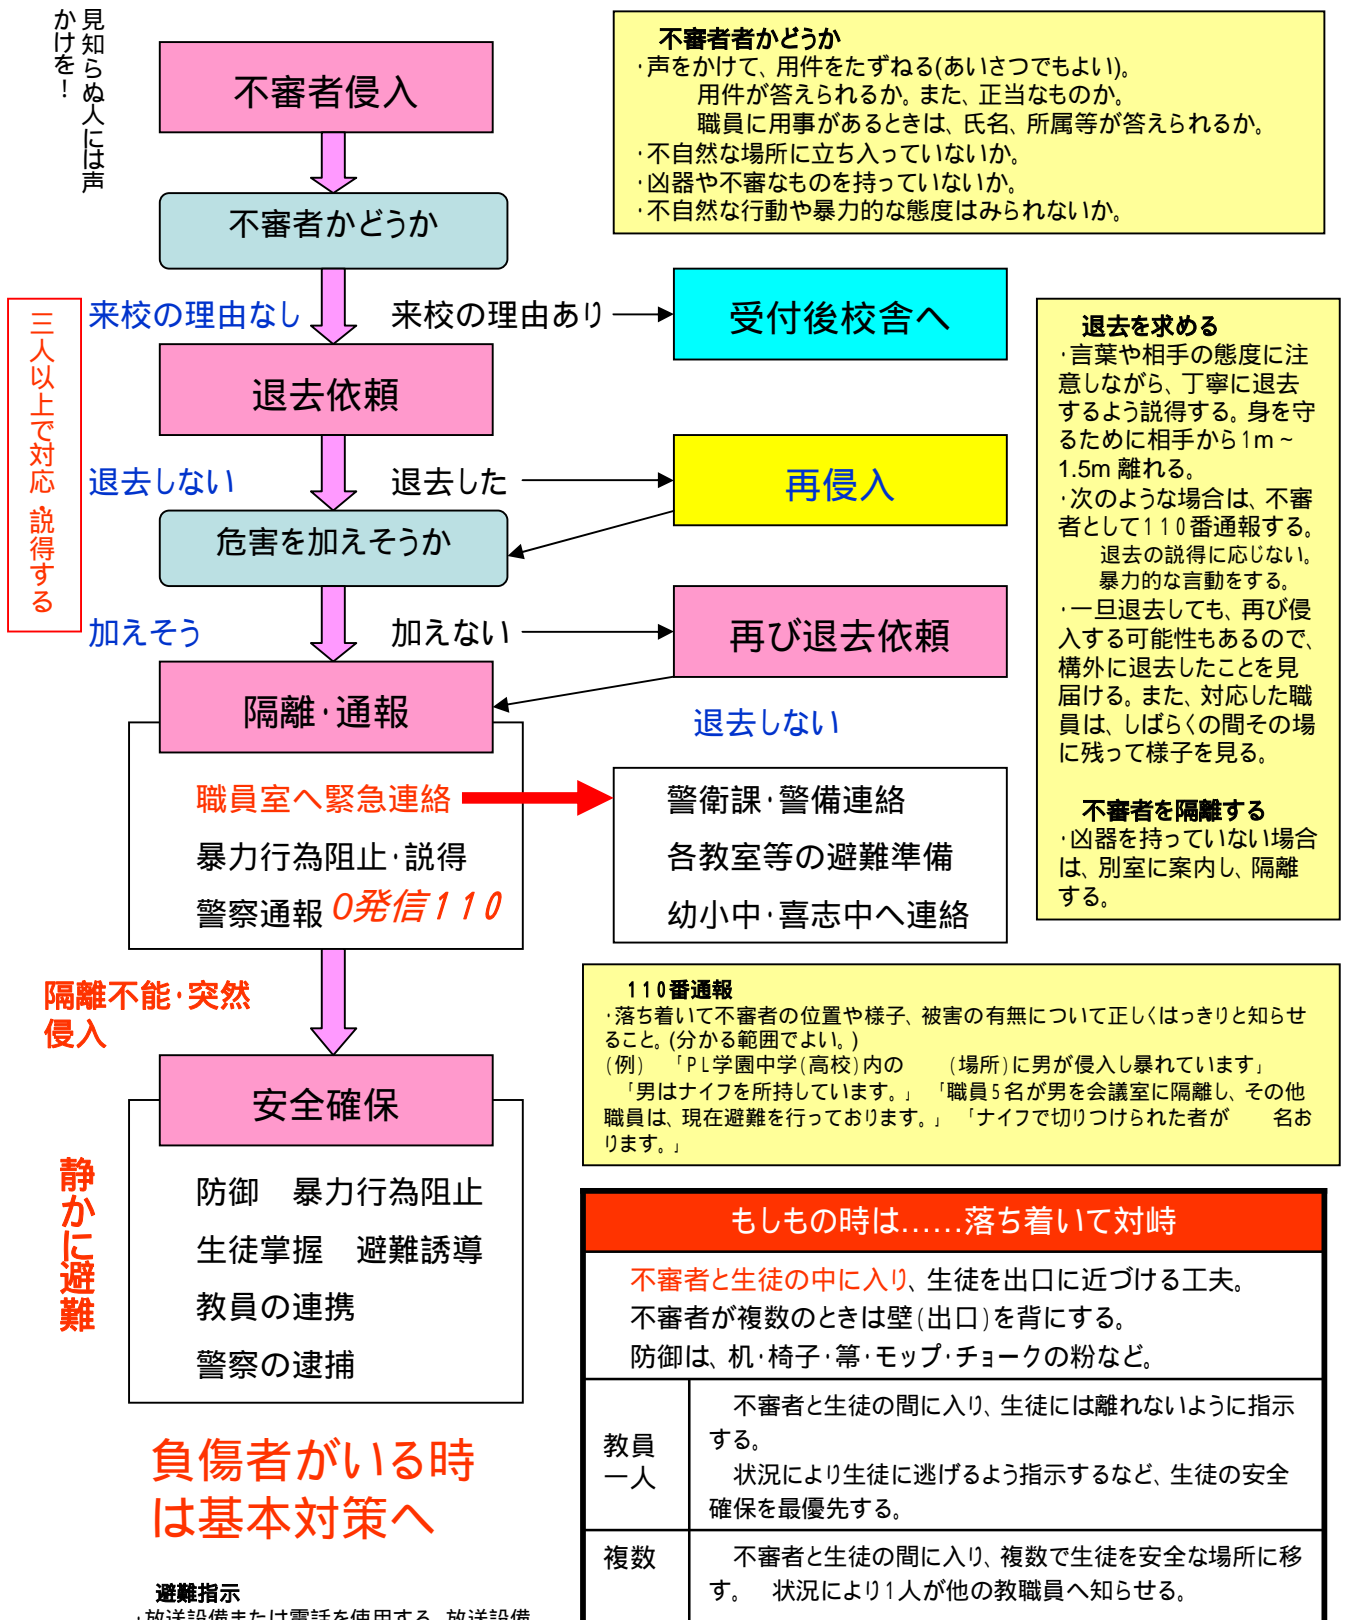 見知らぬ人には声
かけを！
不審者侵入
不審者かどうか
来校の理由なし
来校の理由あり
受付後校舎へ
三人以上で対応・説得する
退去依頼
退去しない
退去した
再侵入
危害を加えそうか
加えそう
加えない
再び退去依頼
隔離・通報
退去しない
職員室へ緊急連絡
暴力行為阻止・説得
警察通報 0発信１１０
警衛課・警備連絡
各教室等の避難準備
幼小中・喜志中へ連絡
隔離不能・突然
侵入
安全確保
静かに避難
防御　暴力行為阻止
生徒掌握　避難誘導
教員の連携
警察の逮捕
負傷者がいる時
は基本対策へ
避難指示
・放送設備または電話を使用する。放送設備
不審者者かどうか
・声をかけて、用件をたずねる(あいさつでもよい)。
用件が答えられるか。また、正当なものか。
職員に用事があるときは、氏名、所属等が答えられるか。
・不自然な場所に立ち入っていないか。
・凶器や不審なものを持っていないか。
・不自然な行動や暴力的な態度はみられないか。
退去を求める
・言葉や相手の態度に注
意しながら、丁寧に退去
するよう説得する。身を守
るために相手から1m～
1.5m 離れる。
・次のような場合は、不審
者として110番通報する。
退去の説得に応じない。
暴力的な言動をする。
・一旦退去しても、再び侵
入する可能性もあるので、
構外に退去したことを見
届ける。また、対応した職
員は、しばらくの間その場
に残って様子を見る。
不審者を隔離する
・凶器を持っていない場合
は、別室に案内し、隔離
する。
110番通報
・落ち着いて不審者の位置や様子、被害の有無について正しくはっきりと知らせ
ること。(分かる範囲でよい。)
(例)　「PL学園中学(高校)内の　　(場所)に男が侵入し暴れています」
「男はナイフを所持しています。」　「職員5名が男を会議室に隔離し、その他
職員は、現在避難を行っております。」　「ナイフで切りつけられた者が　　名お
ります。」
もしもの時は……落ち着いて対峙
不審者と生徒の中に入り、生徒を出口に近づける工夫。
不審者が複数のときは壁(出口)を背にする。
防御は、机・椅子・箒・モップ・チョークの粉など。
教員
一人
不審者と生徒の間に入り、生徒には離れないように指示
する。
状況により生徒に逃げるよう指示するなど、生徒の安全
確保を最優先する。
複数
不審者と生徒の間に入り、複数で生徒を安全な場所に移
す。　状況により1人が他の教職員へ知らせる。